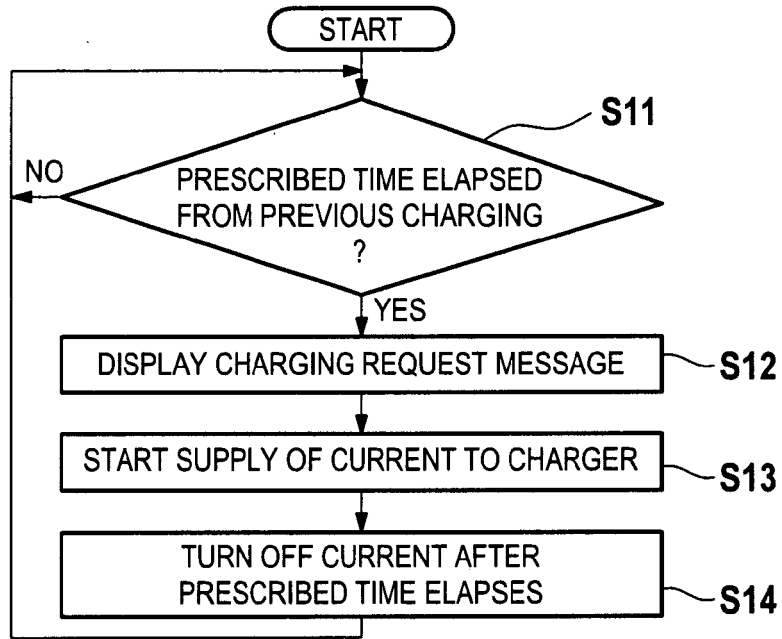 START
S11
NO
PRESCRIBED TIME ELAPSED
FROM PREVIOUS CHARGING
?
YES
DISPLAY CHARGING REQUEST MESSAGE
S12
START SUPPLY OF CURRENT TO CHARGER
S13
TURN OFF CURRENT AFTER
PRESCRIBED TIME ELAPSES
S14